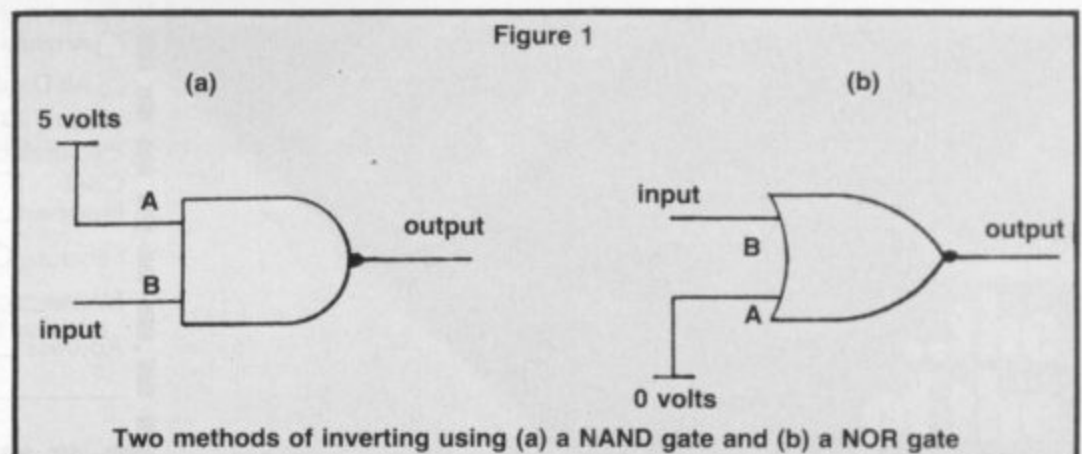 Figure 1
(a)
5 volts
A
B
input
output
(b)
input
B
A
0 volts
output
Two methods of inverting using (a) a NAND gate and (b) a NOR gate